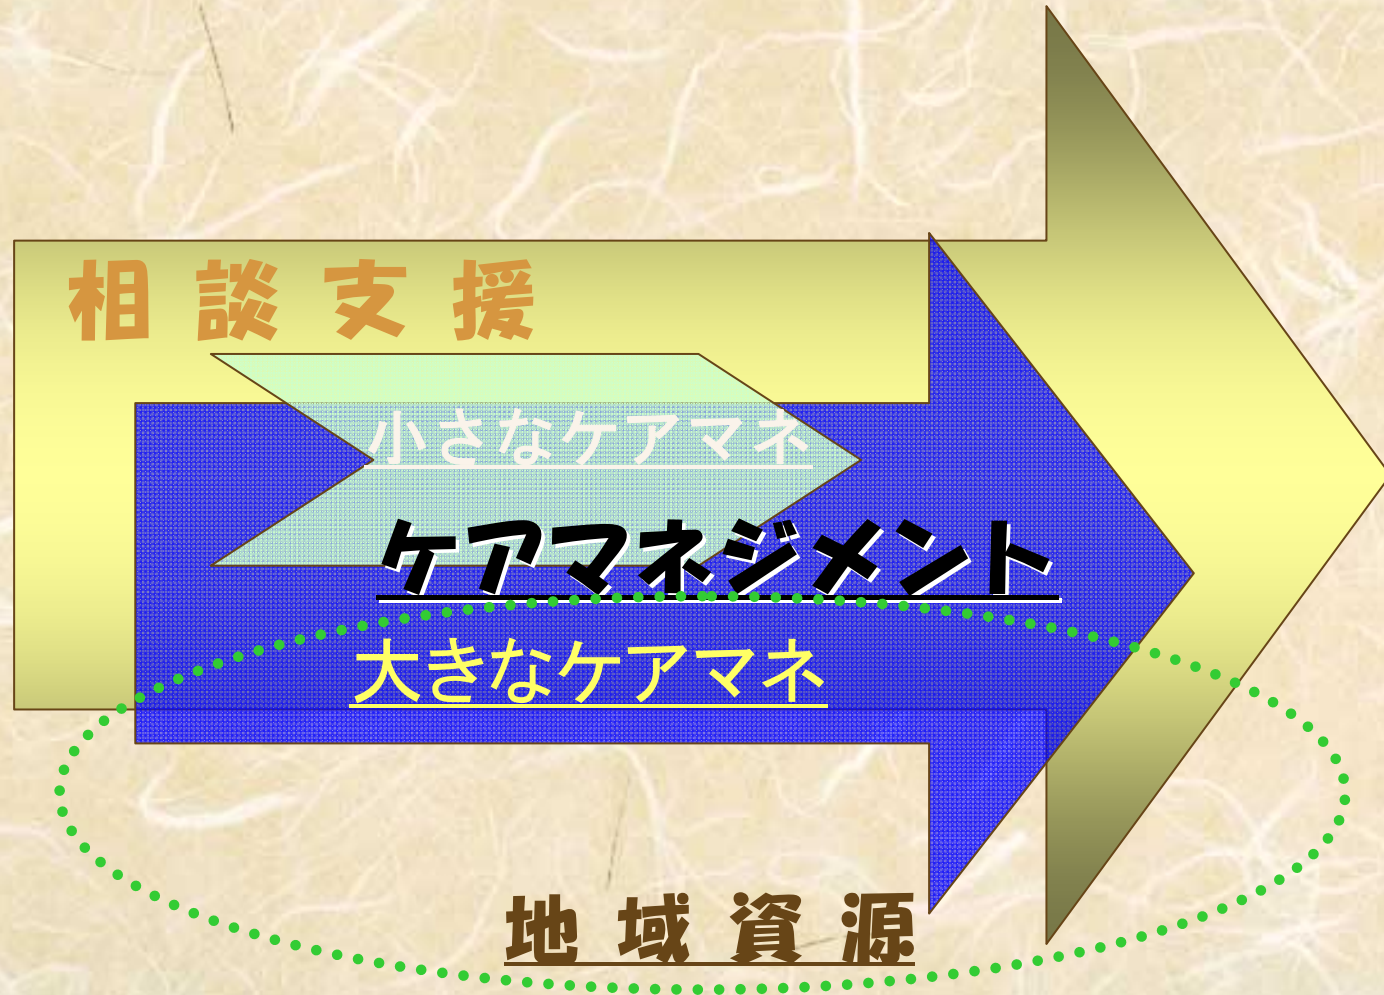 相談支援
小さなケアマネ
ケアマネジメント
大きなケアマネ
地域資源